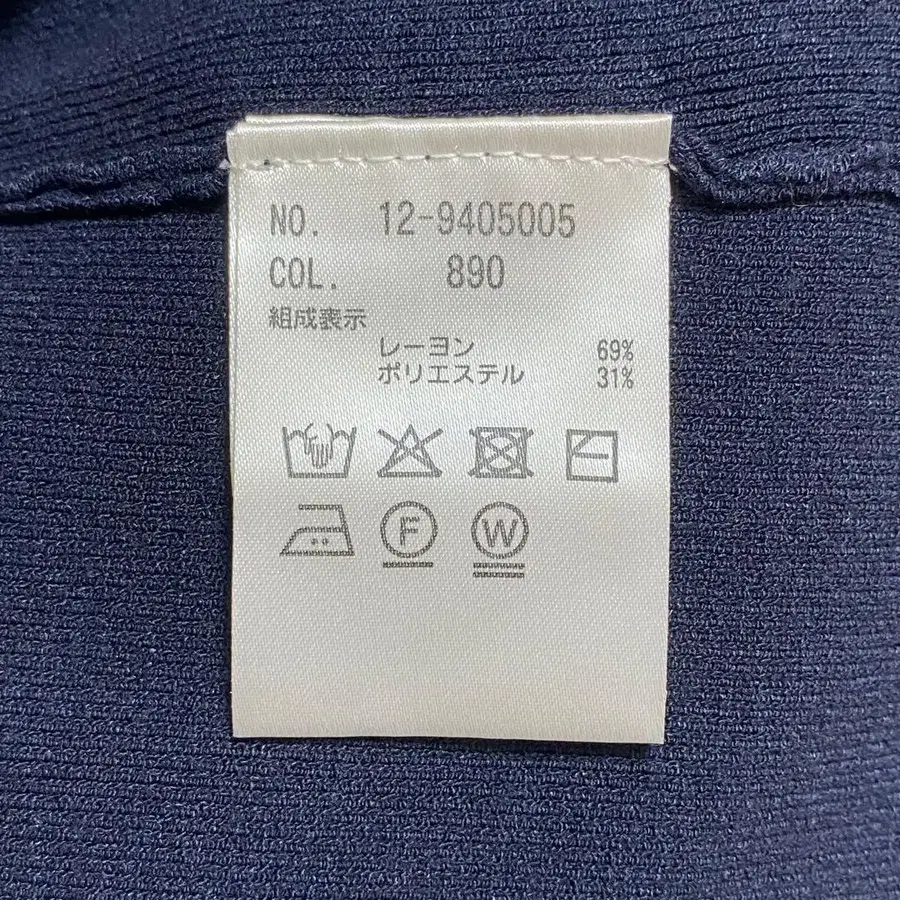 NO. 12-9405005
COL. 890
組成表示
レーヨン 69%
ポリエステル 31%
F W